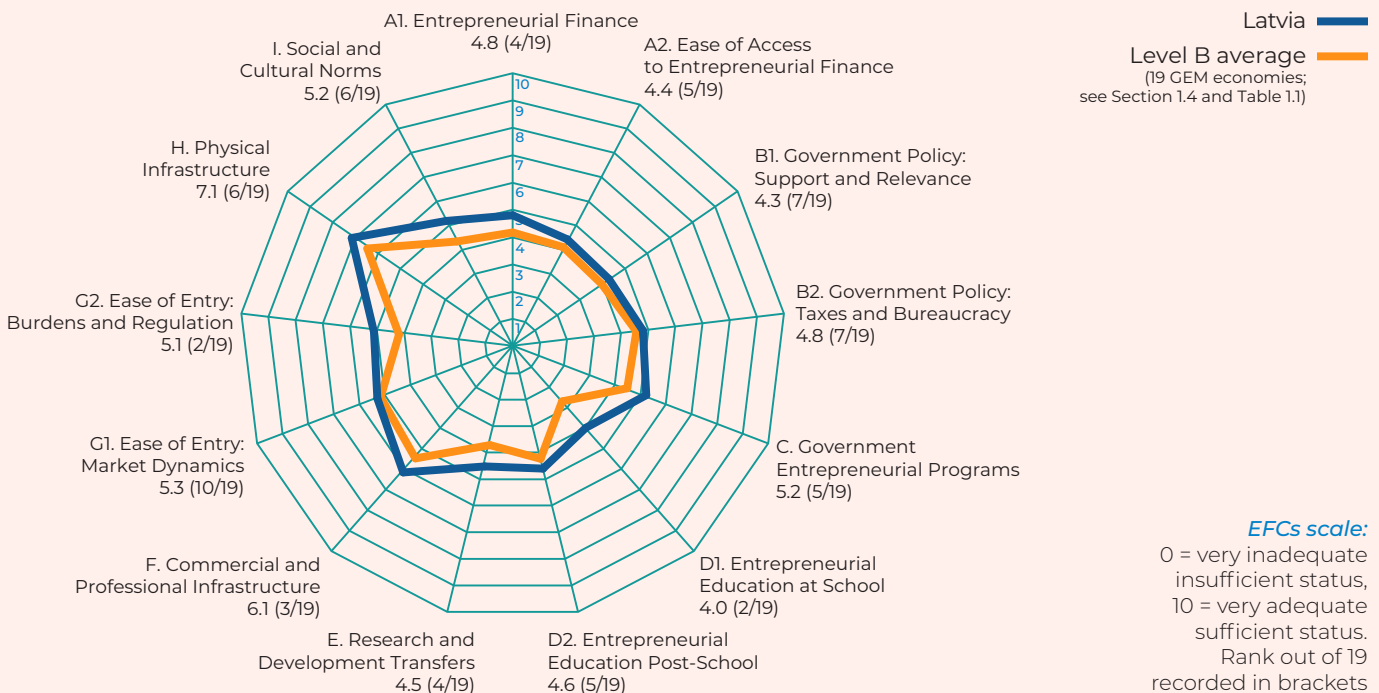 A1. Entrepreneurial Finance
4.8 (4/19)
A2. Ease of Access
to Entrepreneurial Finance
4.4 (5/19)
B1. Government Policy:
Support and Relevance
4.3 (7/19)
B2. Government Policy:
Taxes and Bureaucracy
4.8 (7/19)
C. Government
Entrepreneurial Programs
5.2 (5/19)
D1. Entrepreneurial
Education at School
4.0 (2/19)
D2. Entrepreneurial
Education Post-School
4.6 (5/19)
E. Research and
Development Transfers
4.5 (4/19)
F. Commercial and
Professional Infrastructure
6.1 (3/19)
G1. Ease of Entry:
Market Dynamics
5.3 (10/19)
G2. Ease of Entry:
Burdens and Regulation
5.1 (2/19)
H. Physical
Infrastructure
7.1 (6/19)
I. Social and
Cultural Norms
5.2 (6/19)
10
9
8
7
6
5
4
3
2
1
Latvia
Level B average
(19 GEM economies;
see Section 1.4 and Table 1.1)
EFCs scale:
0 = very inadequate
insufficient status,
10 = very adequate
sufficient status.
Rank out of 19
recorded in brackets